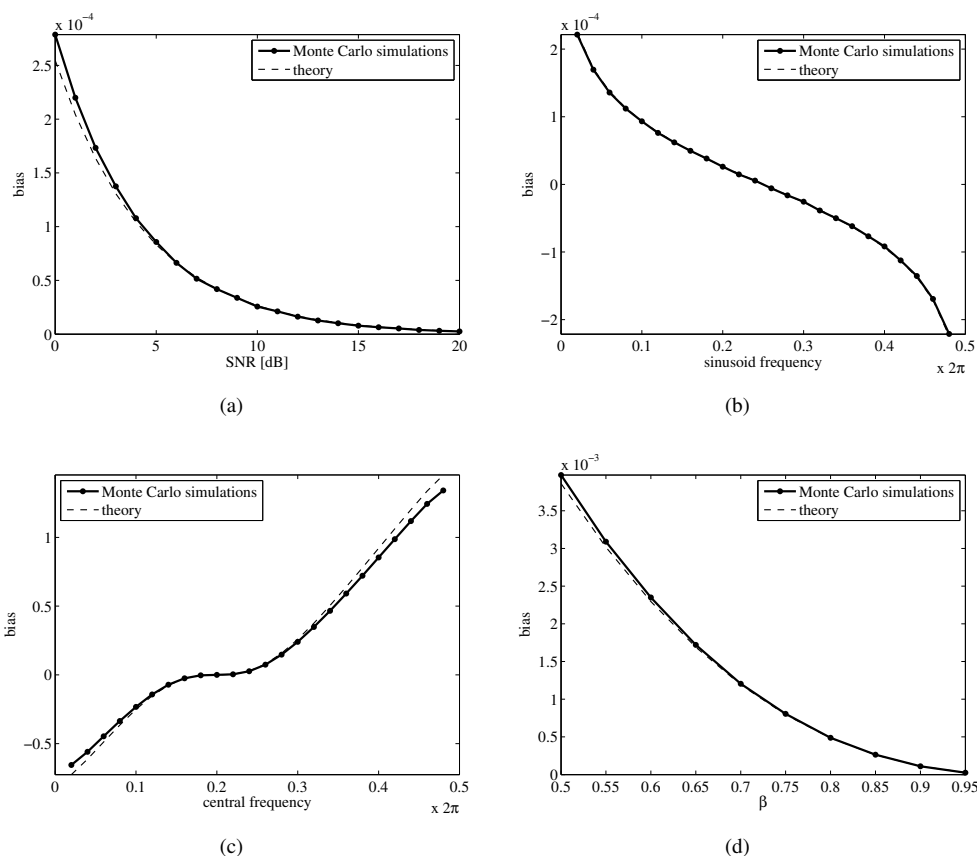 x 10⁻⁴
Monte Carlo simulations
theory
2.5
2
1.5
1
0.5
0
bias
0 5 10 15 20
SNR [dB]
(a)
x 10⁻⁴
Monte Carlo simulations
theory
2
1
0
−1
−2
bias
0 0.1 0.2 0.3 0.4 0.5
sinusoid frequency
x 2π
(b)
Monte Carlo simulations
theory
1
0.5
0
−0.5
bias
0 0.1 0.2 0.3 0.4 0.5
central frequency
x 2π
(c)
x 10⁻³
Monte Carlo simulations
theory
3.5
3
2.5
2
1.5
1
0.5
0
bias
0.5 0.55 0.6 0.65 0.7 0.75 0.8 0.85 0.9 0.95
β
(d)